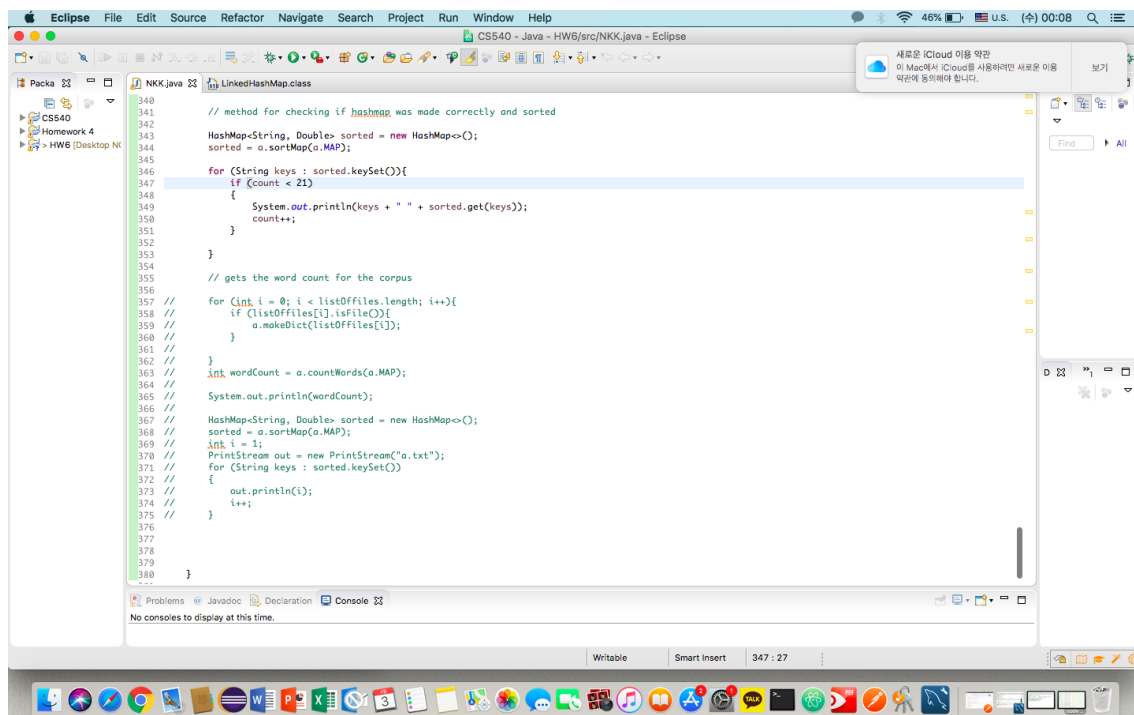 Eclipse File Edit Source Refactor Navigate Search Project Run Window Help 46% U.S. (수) 00:08
CS540 - Java - HW6/src/NKK.java - Eclipse
새로운 iCloud 이용 약관
이 Mac에서 iCloud를 사용하려면 새로운 이용
약관에 동의해야 합니다.
보기
Packa
NKK.java LinkedHashMap.class
CS540
Homework 4
> HW6 [Desktop NK
Find All
340
341 // method for checking if hashmap was made correctly and sorted
342
343 HashMap<String, Double> sorted = new HashMap<>();
344 sorted = a.sortMap(a.MAP);
345
346 for (String keys : sorted.keySet()){
347 if (count < 21)
348 {
349 System.out.println(keys + " " + sorted.get(keys));
350 count++;
351 }
352
353 }
354
355 // gets the word count for the corpus
356
357 // for (int i = 0; i < listOffiles.length; i++){
358 // if (listOffiles[i].isFile()){
359 // a.makeDict(listOffiles[i]);
360 // }
361 //
362 // }
363 // int wordCount = a.countWords(a.MAP);
364 //
365 // System.out.println(wordCount);
366 //
367 // HashMap<String, Double> sorted = new HashMap<>();
368 // sorted = a.sortMap(a.MAP);
369 // int i = 1;
370 // PrintStream out = new PrintStream("a.txt");
371 // for (String keys : sorted.keySet())
372 // {
373 // out.println(i);
374 // i++;
375 // }
376
377
378
379
380 }
D »1
Problems Javadoc Declaration Console
No consoles to display at this time.
Writable Smart Insert 347 : 27
3
TALK